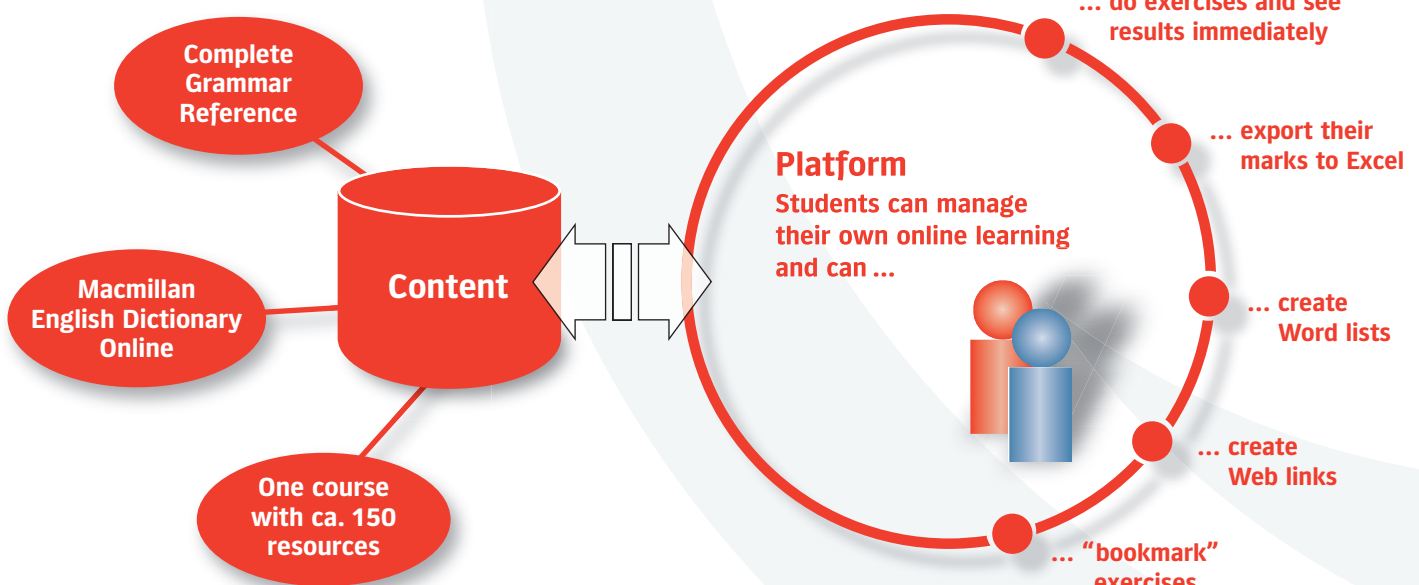 Complete
Grammar
Reference
Macmillan
English Dictionary
Online
One course
with ca. 150
resources
Content
Platform
Students can manage
their own online learning
and can ...
... do exercises and see
results immediately
... export their
marks to Excel
... create
Word lists
... create
Web links
... “bookmark”
exercises